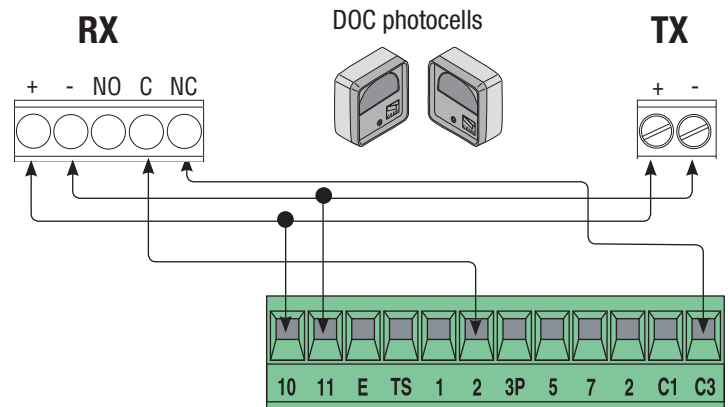 DOC photocells
RX
TX
+ - NO C NC
+ -
10 11 E TS 1 2 3P 5 7 2 C1 C3